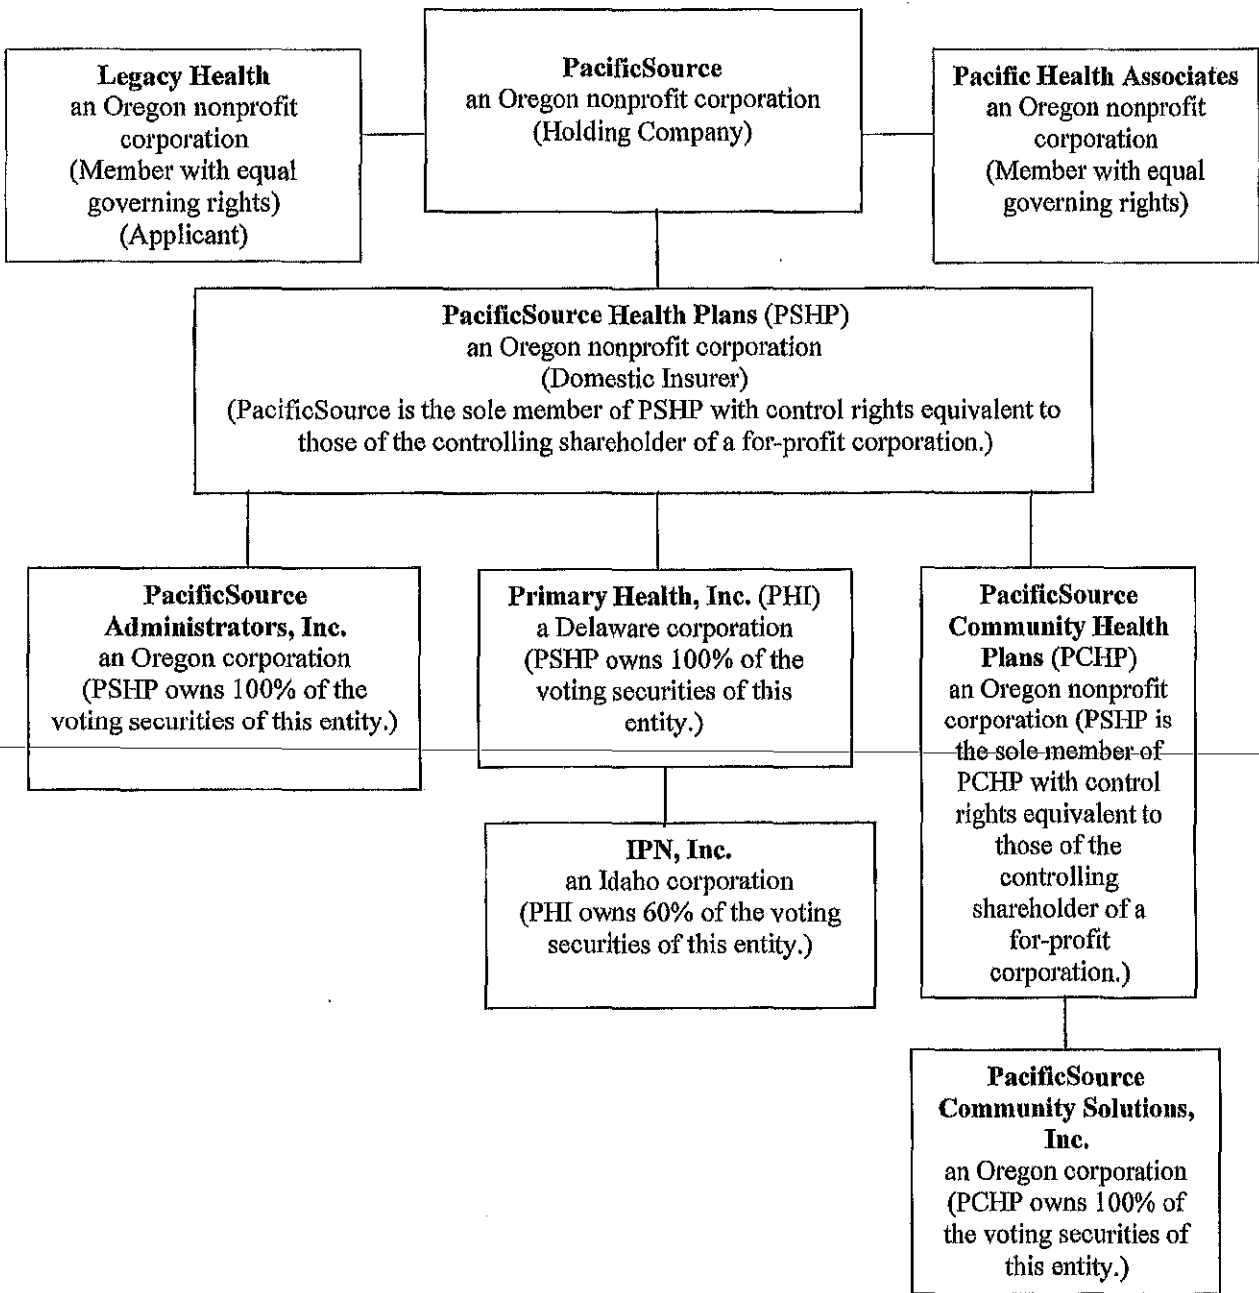 Legacy Health
an Oregon nonprofit
corporation
(Member with equal
governing rights)
(Applicant)
PacificSource
an Oregon nonprofit corporation
(Holding Company)
Pacific Health Associates
an Oregon nonprofit
corporation
(Member with equal
governing rights)
PacificSource Health Plans (PSHP)
an Oregon nonprofit corporation
(Domestic Insurer)
(PacificSource is the sole member of PSHP with control rights equivalent to
those of the controlling shareholder of a for-profit corporation.)
PacificSource
Administrators, Inc.
an Oregon corporation
(PSHP owns 100% of the
voting securities of this entity.)
Primary Health, Inc. (PHI)
a Delaware corporation
(PSHP owns 100% of the
voting securities of this
entity.)
PacificSource
Community Health
Plans (PCHP)
an Oregon nonprofit
corporation (PSHP is
the sole member of
PCHP with control
rights equivalent to
those of the
controlling
shareholder of a
for-profit
corporation.)
IPN, Inc.
an Idaho corporation
(PHI owns 60% of the voting
securities of this entity.)
PacificSource
Community Solutions,
Inc.
an Oregon corporation
(PCHP owns 100% of
the voting securities of
this entity.)